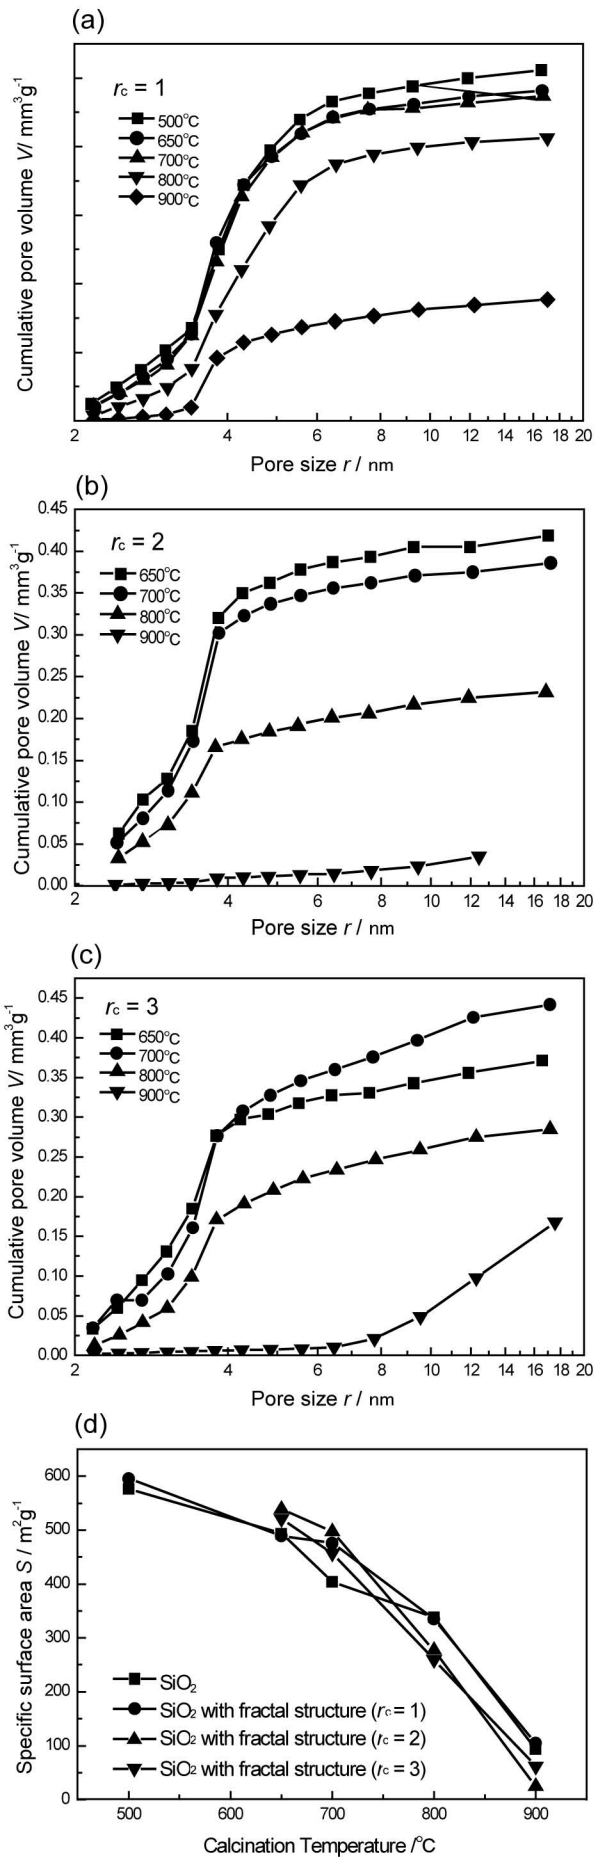 (a)
r_c = 1
500°C
650°C
700°C
800°C
900°C
Cumulative pore volume V/ mm³g⁻¹
2 4 6 8 10 12 14 16 18 20
Pore size r / nm
(b)
0.45
0.40
0.35
0.30
0.25
0.20
0.15
0.10
0.05
0.00
r_c = 2
650°C
700°C
800°C
900°C
Cumulative pore volume V/ mm³g⁻¹
2 4 6 8 10 12 14 16 18 20
Pore size r / nm
(c)
0.45
0.40
0.35
0.30
0.25
0.20
0.15
0.10
0.05
0.00
r_c = 3
650°C
700°C
800°C
900°C
Cumulative pore volume V/ mm³g⁻¹
2 4 6 8 10 12 14 16 18 20
Pore size r / nm
(d)
600
500
400
300
200
100
0
Specific surface area S / m²g⁻¹
SiO₂
SiO₂ with fractal structure (r_c = 1)
SiO₂ with fractal structure (r_c = 2)
SiO₂ with fractal structure (r_c = 3)
500 600 700 800 900
Calcination Temperature /°C